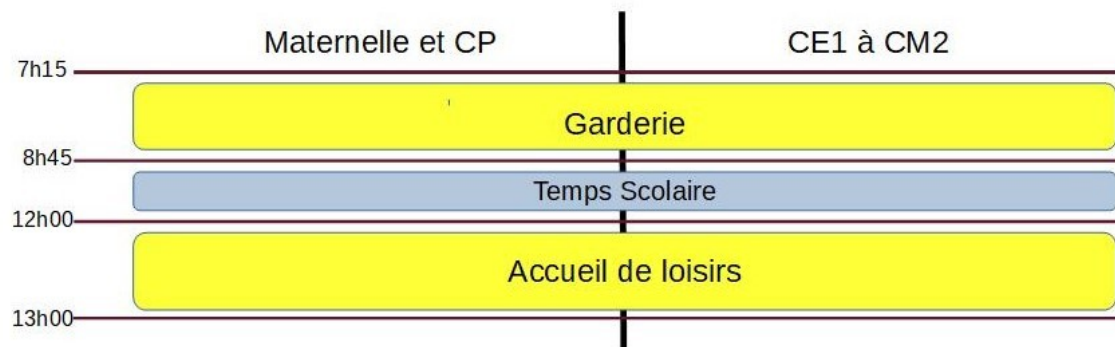 Maternelle et CP
CE1 à CM2
7h15
Garderie
8h45
Temps Scolaire
12h00
Accueil de loisirs
13h00